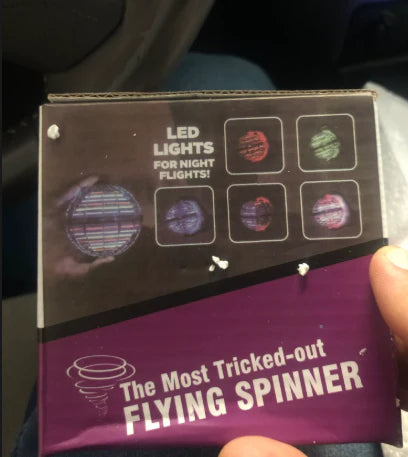 LED
LIGHTS
FOR NIGHT
FLIGHTS!
The Most Tricked-out
FLYING SPINNER